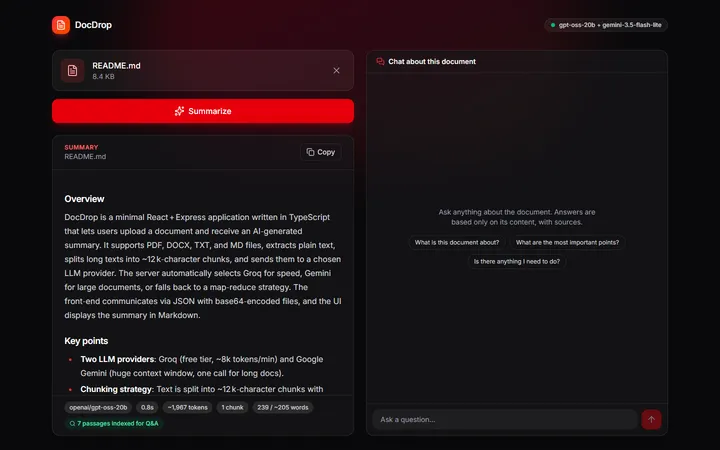 DocDrop
gpt-oss-20b + gemini-3.5-flash-lite
README.md
8.4 KB
Summarize
SUMMARY
README.md
Copy
Overview
DocDrop is a minimal React + Express application written in TypeScript
that lets users upload a document and receive an AI-generated
summary. It supports PDF, DOCX, TXT, and MD files, extracts plain text,
splits long texts into ~12 k-character chunks, and sends them to a chosen
LLM provider. The server automatically selects Groq for speed, Gemini
for large documents, or falls back to a map-reduce strategy. The
front-end communicates via JSON with base64-encoded files, and the UI
displays the summary in Markdown.
Key points
• Two LLM providers: Groq (free tier, ~8k tokens/min) and Google
Gemini (huge context window, one call for long docs).
• Chunking strategy: Text is split into ~12 k-character chunks with
openai/gpt-oss-20b
0.8s
~1,967 tokens
1 chunk
239 / ~205 words
7 passages indexed for Q&A
Chat about this document
Ask anything about the document. Answers are
based only on its content, with sources.
What is this document about?
What are the most important points?
Is there anything I need to do?
Ask a question...